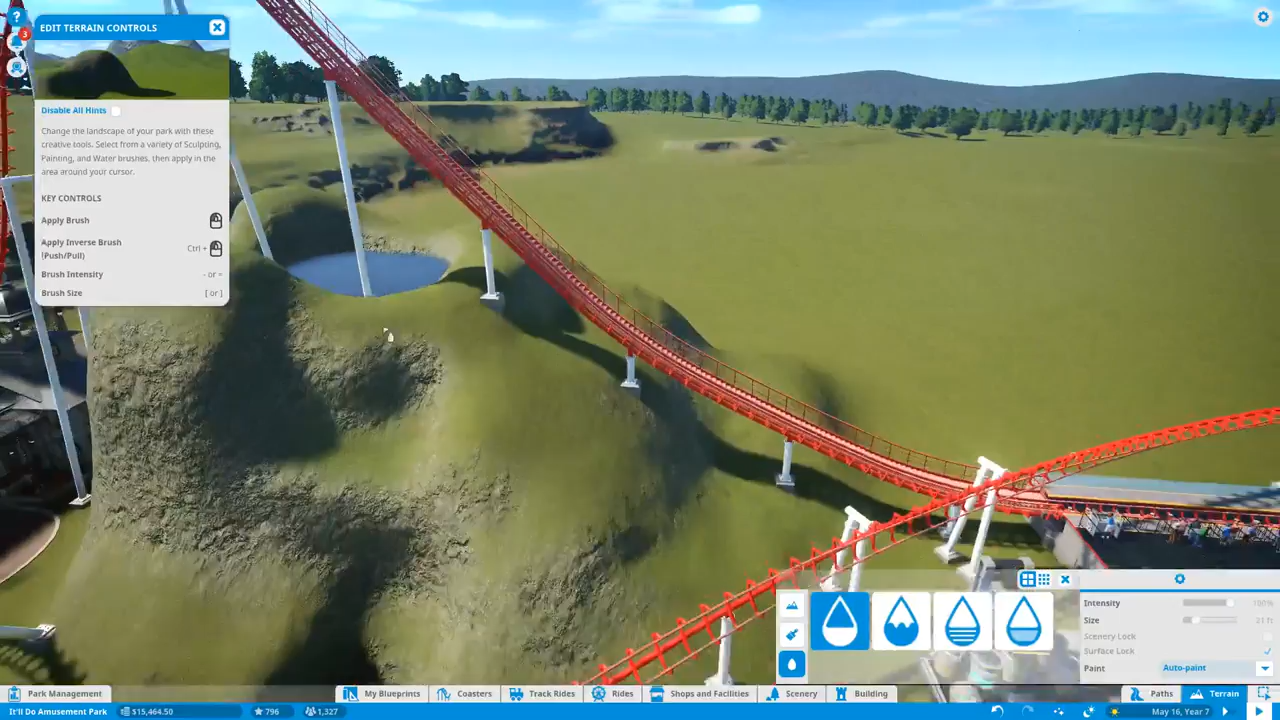 ?
3
EDIT TERRAIN CONTROLS
Disable All Hints
Change the landscape of your park with these
creative tools. Select from a variety of Sculpting,
Painting, and Water brushes, then apply in the
area around your cursor.
KEY CONTROLS
Apply Brush
Apply Inverse Brush Ctrl +
(Push/Pull)
Brush Intensity - or =
Brush Size [ or ]
Intensity 100%
Size 21 ft
Scenery Lock
Surface Lock
Paint Auto-paint
Park Management
My Blueprints
Coasters
Track Rides
Rides
Shops and Facilities
Scenery
Building
Paths
Terrain
It'll Do Amusement Park
$15,464.50
796
1,327
May 16, Year 7